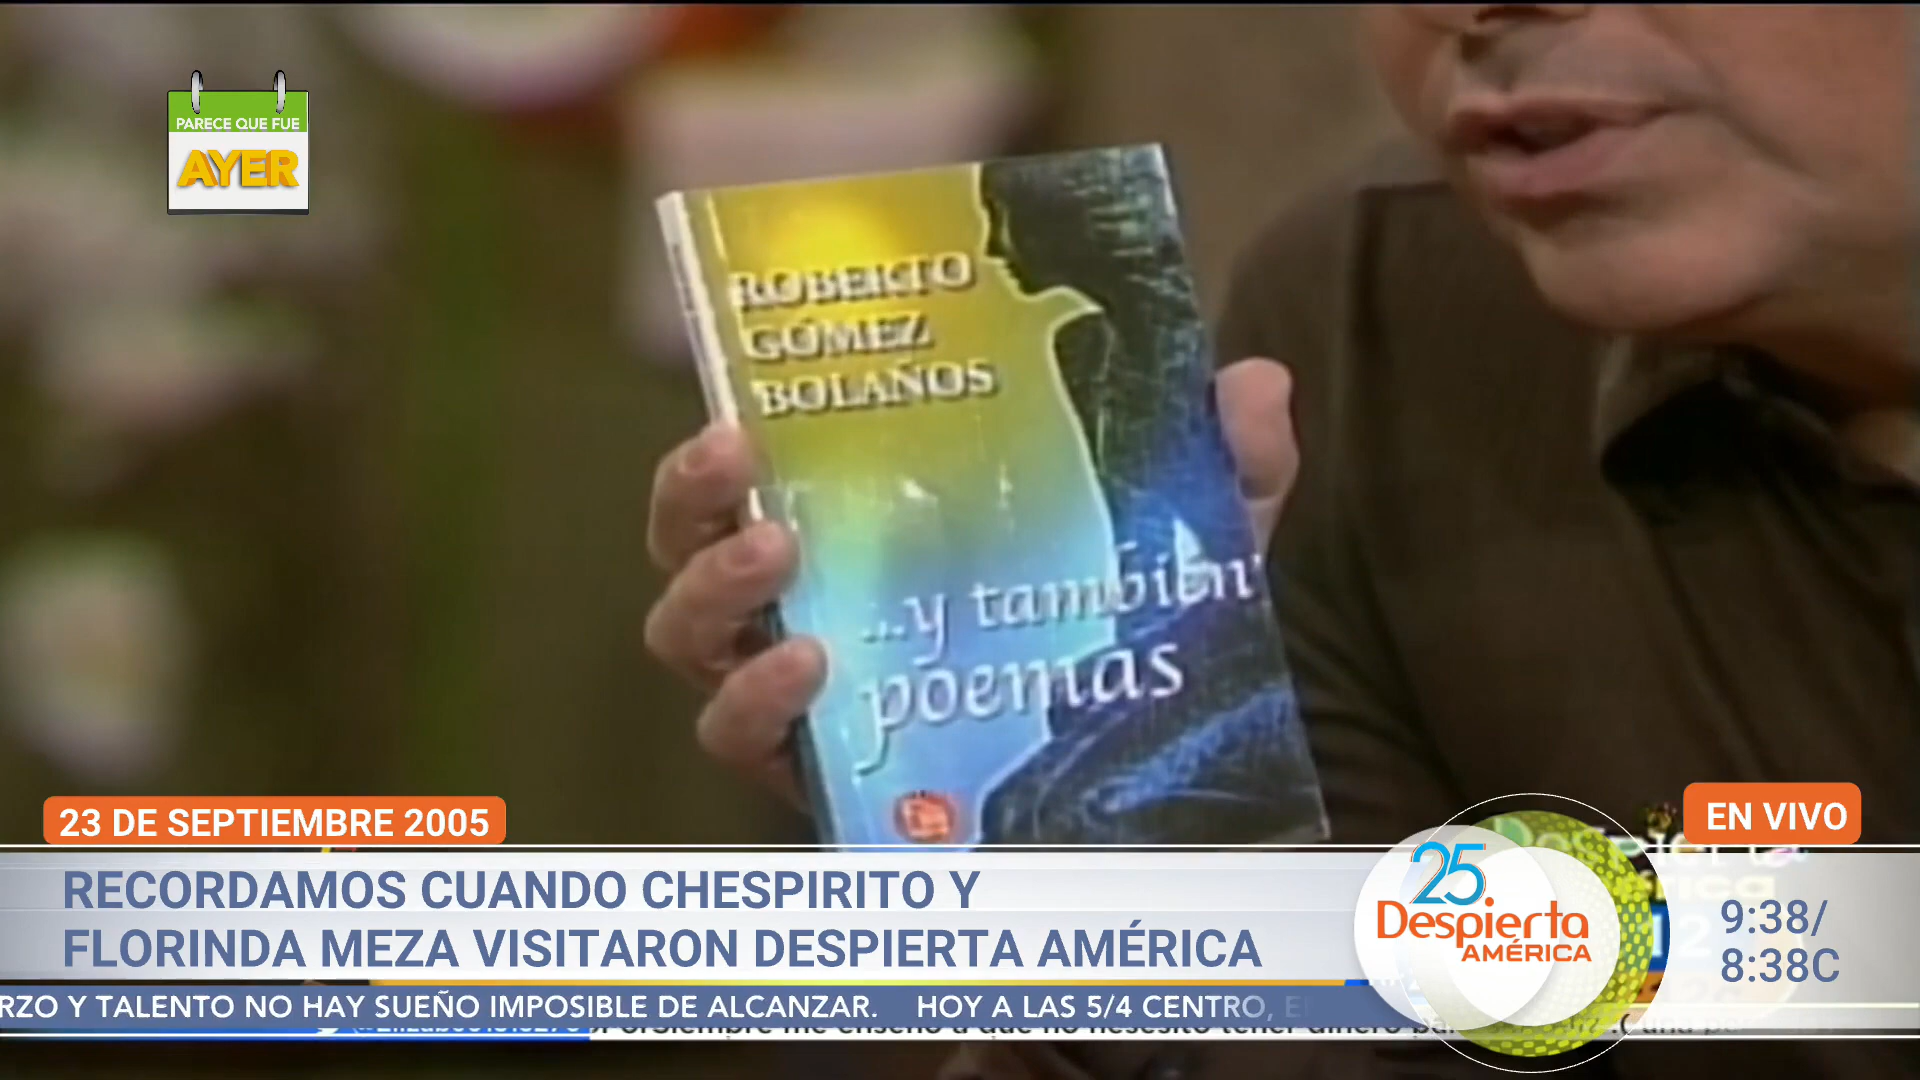 PARECE QUE FUE
AYER
ROBERTO
GÓMEZ
BOLAÑOS
...y también
poemas
23 DE SEPTIEMBRE 2005
EN VIVO
RECORDAMOS CUANDO CHESPIRITO Y
FLORINDA MEZA VISITARON DESPIERTA AMÉRICA
25
Despierta
AMÉRICA
9:38/
8:38C
RZO Y TALENTO NO HAY SUEÑO IMPOSIBLE DE ALCANZAR. HOY A LAS 5/4 CENTRO,